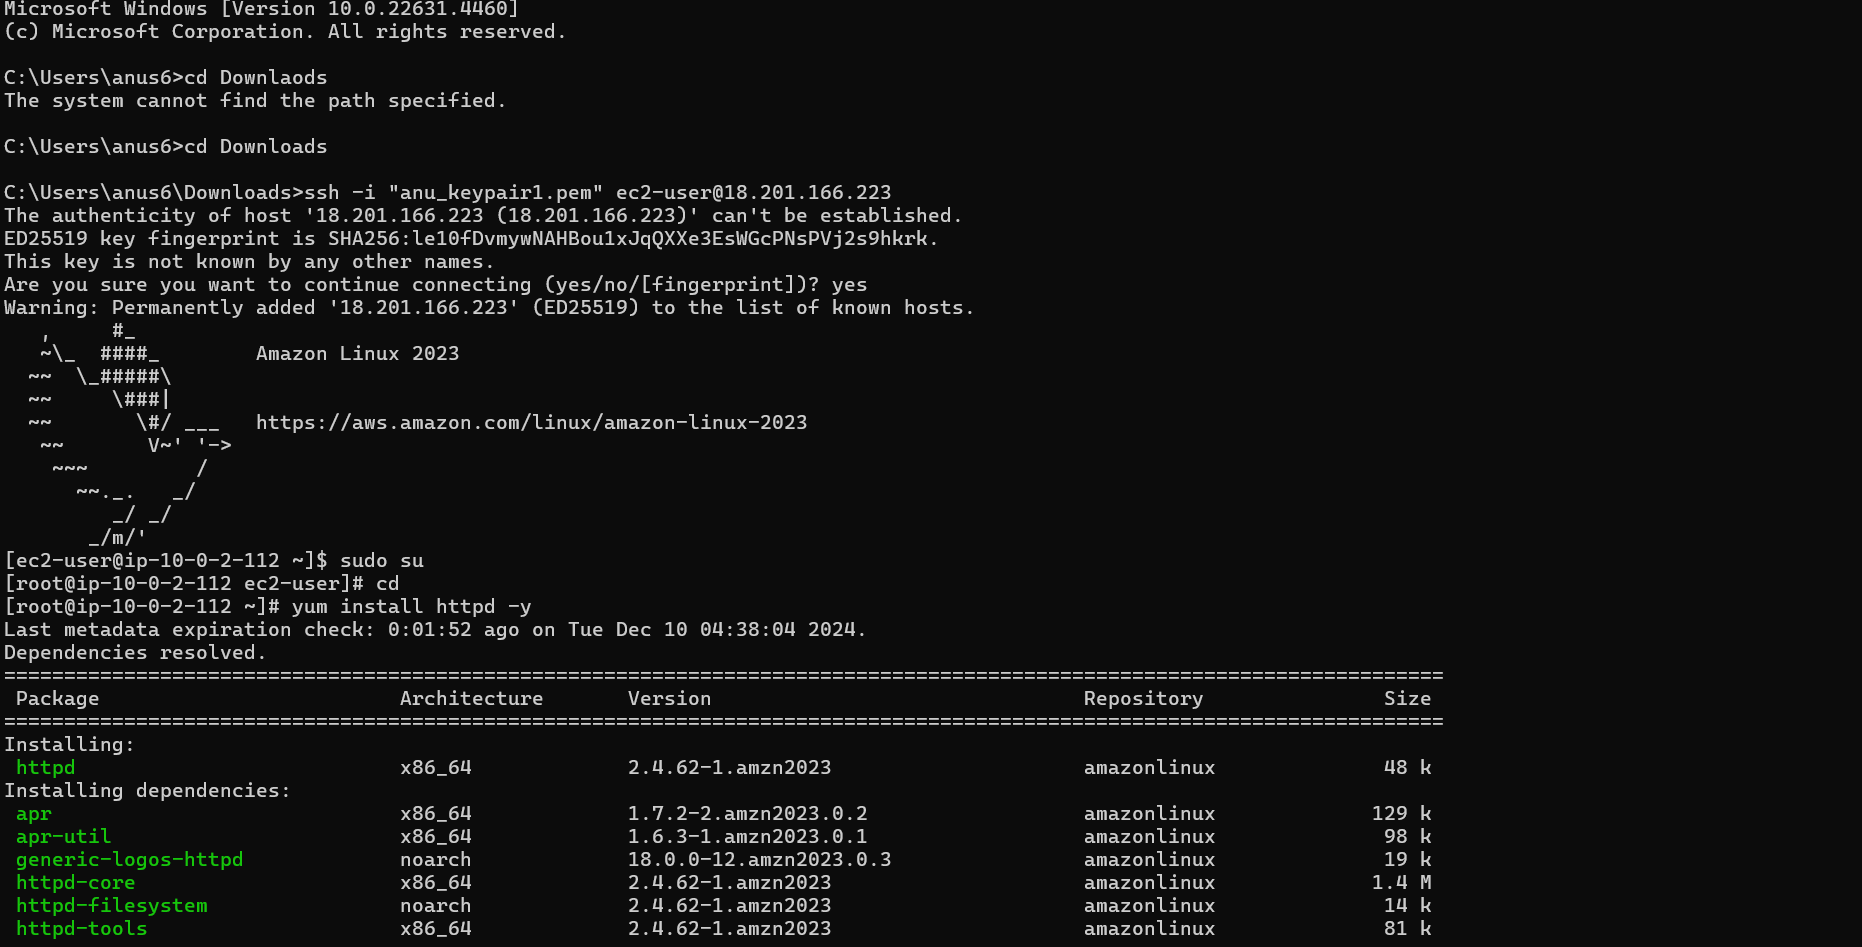 Microsoft Windows [Version 10.0.22631.4460]
(c) Microsoft Corporation. All rights reserved.

C:\Users\anus6>cd Downlaods
The system cannot find the path specified.

C:\Users\anus6>cd Downloads

C:\Users\anus6\Downloads>ssh -i "anu_keypair1.pem" ec2-user@18.201.166.223
The authenticity of host '18.201.166.223 (18.201.166.223)' can't be established.
ED25519 key fingerprint is SHA256:le10fDvmywNAHBou1xJqQXXe3EsWGcPNsPVj2s9hkrk.
This key is not known by any other names.
Are you sure you want to continue connecting (yes/no/[fingerprint])? yes
Warning: Permanently added '18.201.166.223' (ED25519) to the list of known hosts.
   ,     #_
   ~\_  ####_        Amazon Linux 2023
  ~~  \_#####\
  ~~     \###|
  ~~       \#/ ___   https://aws.amazon.com/linux/amazon-linux-2023
   ~~       V~' '->
    ~~~         /
      ~~._.   _/
         _/ _/
       _/m/'
[ec2-user@ip-10-0-2-112 ~]$ sudo su
[root@ip-10-0-2-112 ec2-user]# cd
[root@ip-10-0-2-112 ~]# yum install httpd -y
Last metadata expiration check: 0:01:52 ago on Tue Dec 10 04:38:04 2024.
Dependencies resolved.
========================================================================================================================
 Package                         Architecture       Version                               Repository               Size
========================================================================================================================
Installing:
 httpd                           x86_64             2.4.62-1.amzn2023                     amazonlinux              48 k
Installing dependencies:
 apr                             x86_64             1.7.2-2.amzn2023.0.2                  amazonlinux             129 k
 apr-util                        x86_64             1.6.3-1.amzn2023.0.1                  amazonlinux              98 k
 generic-logos-httpd             noarch             18.0.0-12.amzn2023.0.3                amazonlinux              19 k
 httpd-core                      x86_64             2.4.62-1.amzn2023                     amazonlinux             1.4 M
 httpd-filesystem                noarch             2.4.62-1.amzn2023                     amazonlinux              14 k
 httpd-tools                     x86_64             2.4.62-1.amzn2023                     amazonlinux              81 k